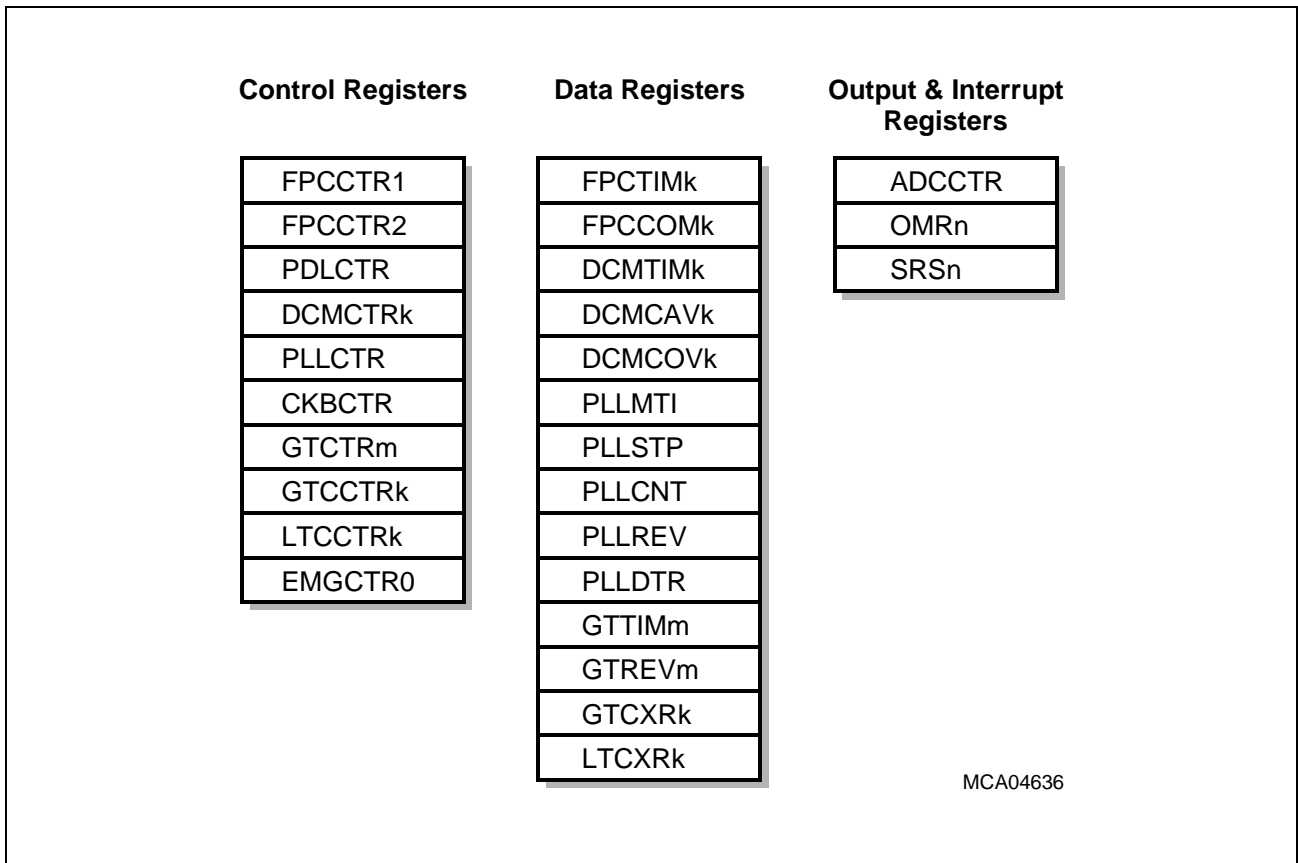 Control Registers
FPCCTR1
FPCCTR2
PDLCTR
DCMCTRk
PLLCTR
CKBCTR
GTCTRm
GTCCTRk
LTCCTRk
EMGCTR0
Data Registers
FPCTIMk
FPCCOMk
DCMTIMk
DCMCAVk
DCMCOVk
PLLMTI
PLLSTP
PLLCNT
PLLREV
PLLDTR
GTTIMm
GTREVm
GTCXRk
LTCXRk
Output & Interrupt
Registers
ADCCTR
OMRn
SRSn
MCA04636